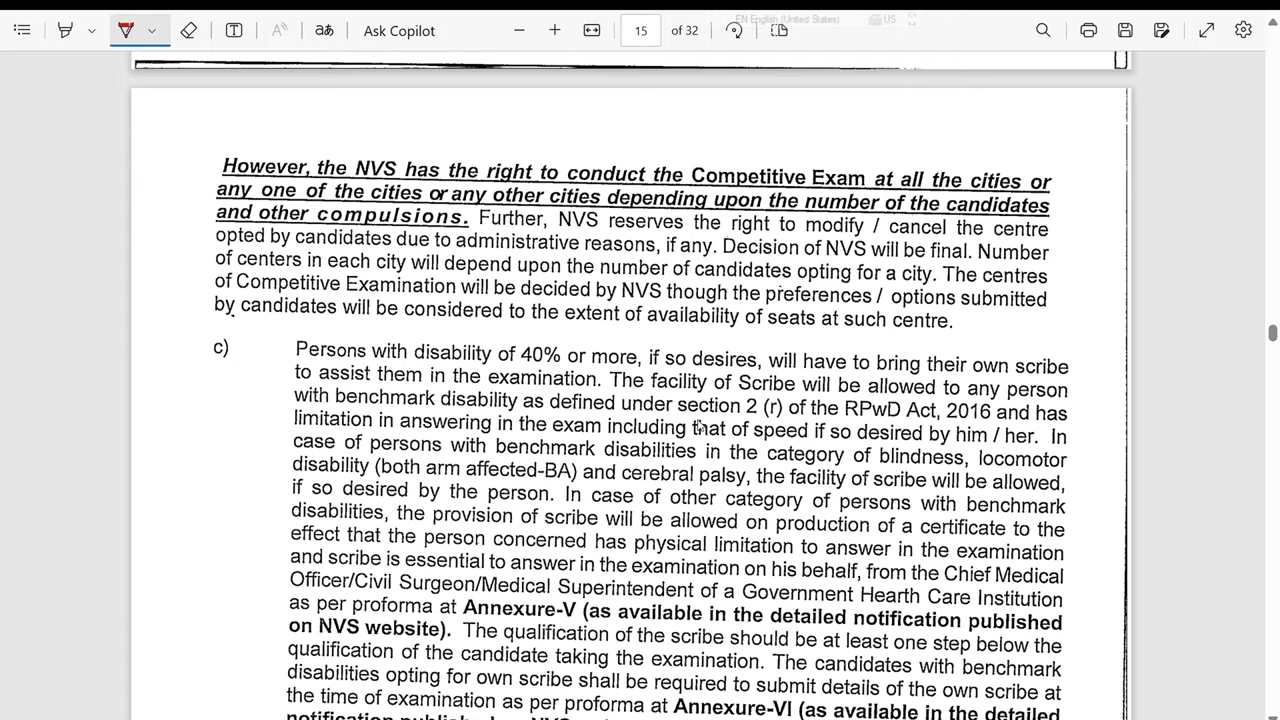 EN English (United States) US
Ask Copilot 15 of 32
However, the NVS has the right to conduct the Competitive Exam at all the cities or
any one of the cities or any other cities depending upon the number of the candidates
and other compulsions. Further, NVS reserves the right to modify / cancel the centre
opted by candidates due to administrative reasons, if any. Decision of NVS will be final. Number
of centers in each city will depend upon the number of candidates opting for a city. The centres
of Competitive Examination will be decided by NVS though the preferences / options submitted
by candidates will be considered to the extent of availability of seats at such centre.
c) Persons with disability of 40% or more, if so desires, will have to bring their own scribe
to assist them in the examination. The facility of Scribe will be allowed to any person
with benchmark disability as defined under section 2 (r) of the RPwD Act, 2016 and has
limitation in answering in the exam including that of speed if so desired by him / her. In
case of persons with benchmark disabilities in the category of blindness, locomotor
disability (both arm affected-BA) and cerebral palsy, the facility of scribe will be allowed,
if so desired by the person. In case of other category of persons with benchmark
disabilities, the provision of scribe will be allowed on production of a certificate to the
effect that the person concerned has physical limitation to answer in the examination
and scribe is essential to answer in the examination on his behalf, from the Chief Medical
Officer/Civil Surgeon/Medical Superintendent of a Government Hearth Care Institution
as per proforma at Annexure-V (as available in the detailed notification published
on NVS website). The qualification of the scribe should be at least one step below the
qualification of the candidate taking the examination. The candidates with benchmark
disabilities opting for own scribe shall be required to submit details of the own scribe at
the time of examination as per proforma at Annexure-VI (as available in the detailed